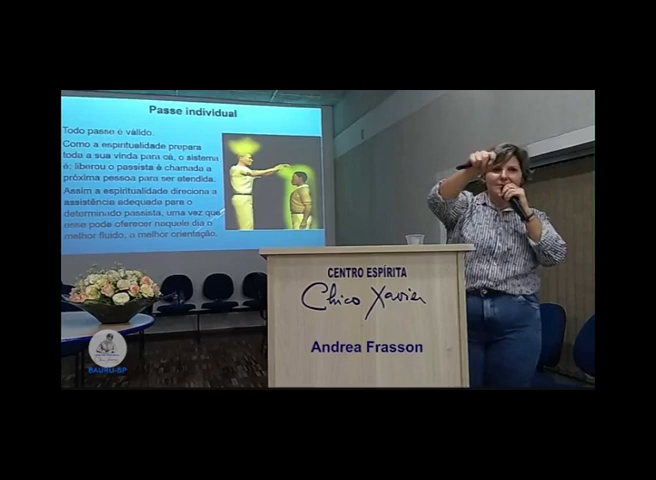 Passe individual
Todo passe é válido.
Como a espiritualidade prepara
toda a sua vinda para cá, o sistema
é: liberou o passista é chamada a
próxima pessoa para ser atendida.
Assim a espiritualidade direciona a
assistência adequada para o
determinado passista, uma vez que
esse pode oferecer naquele dia o
melhor fluido, a melhor orientação.
CENTRO ESPÍRITA
Chico Xavier
Andrea Frasson
BAURU-SP